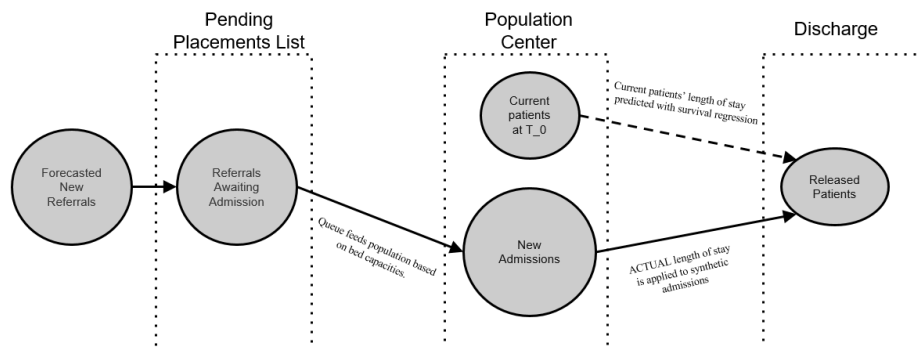 Pending
Placements List
Population
Center
Discharge
Current
patients
at T_0
Current patients' length of stay
predicted with survival regression
Forecasted
New
Referrals
Referrals
Awaiting
Admission
Released
Patients
Queue feeds population based
on bed capacities.
New
Admissions
ACTUAL length of stay
is applied to synthetic
admissions